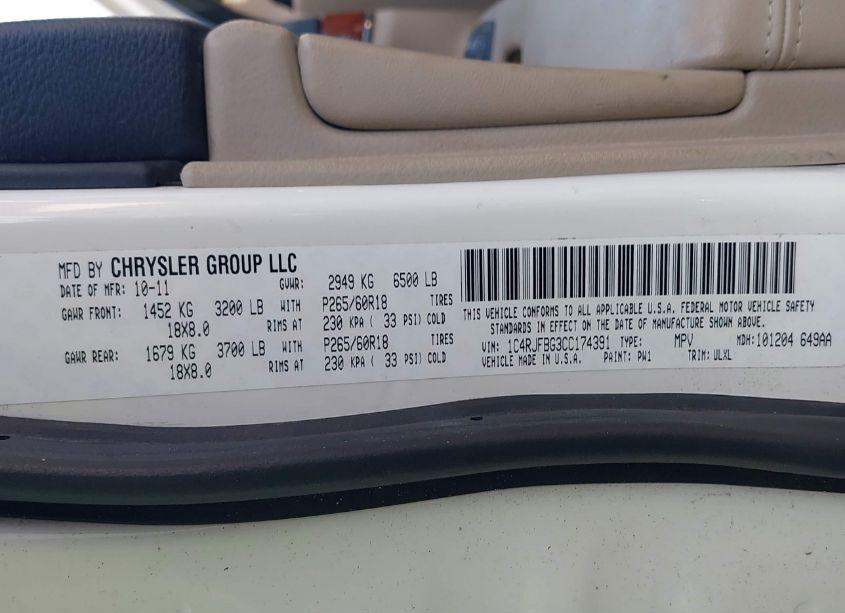 MFD BY CHRYSLER GROUP LLC
DATE OF MFR: 10-11 GVWR: 2949 KG 6500 LB
GAWR FRONT: 1452 KG 3200 LB WITH P265/60R18 TIRES
18X8.0 RIMS AT 230 KPA ( 33 PSI) COLD
GAWR REAR: 1679 KG 3700 LB WITH P265/60R18 TIRES
18X8.0 RIMS AT 230 KPA ( 33 PSI) COLD
THIS VEHICLE CONFORMS TO ALL APPLICABLE U.S.A. FEDERAL MOTOR VEHICLE SAFETY
STANDARDS IN EFFECT ON THE DATE OF MANUFACTURE SHOWN ABOVE.
VIN: 1C4RJFBG3CC174391 TYPE: MPV MDH: 101204 649AA
VEHICLE MADE IN U.S.A. PAINT: PW1 TRIM: ULXL